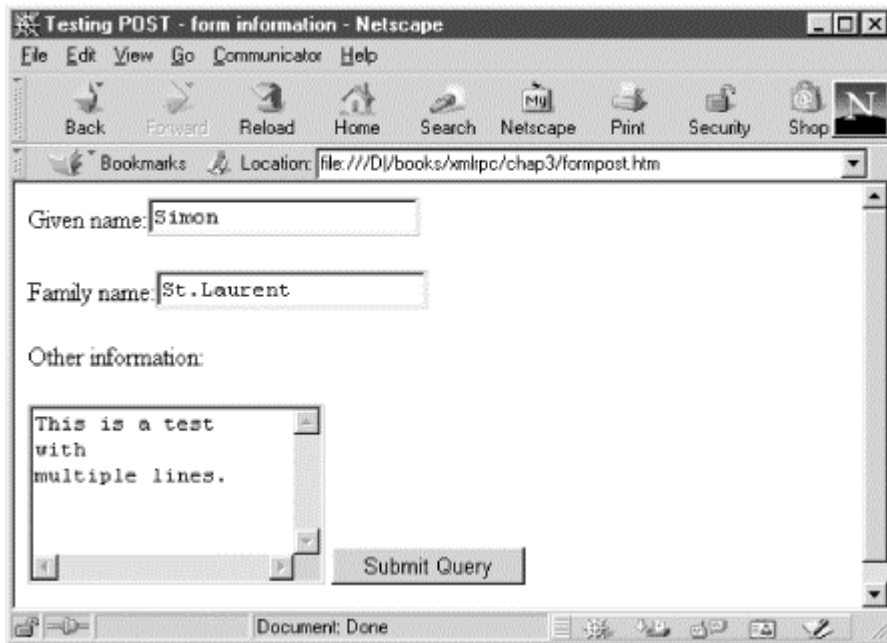 Testing POST - form information - Netscape
File Edit View Go Communicator Help
Back Forward Reload Home Search My Netscape Print Security Shop N
Bookmarks Location: file:///D|/books/xmlrpc/chap3/formpost.htm
Given name: Simon
Family name: St.Laurent
Other information:
This is a test
with
multiple lines.
Submit Query
Document: Done